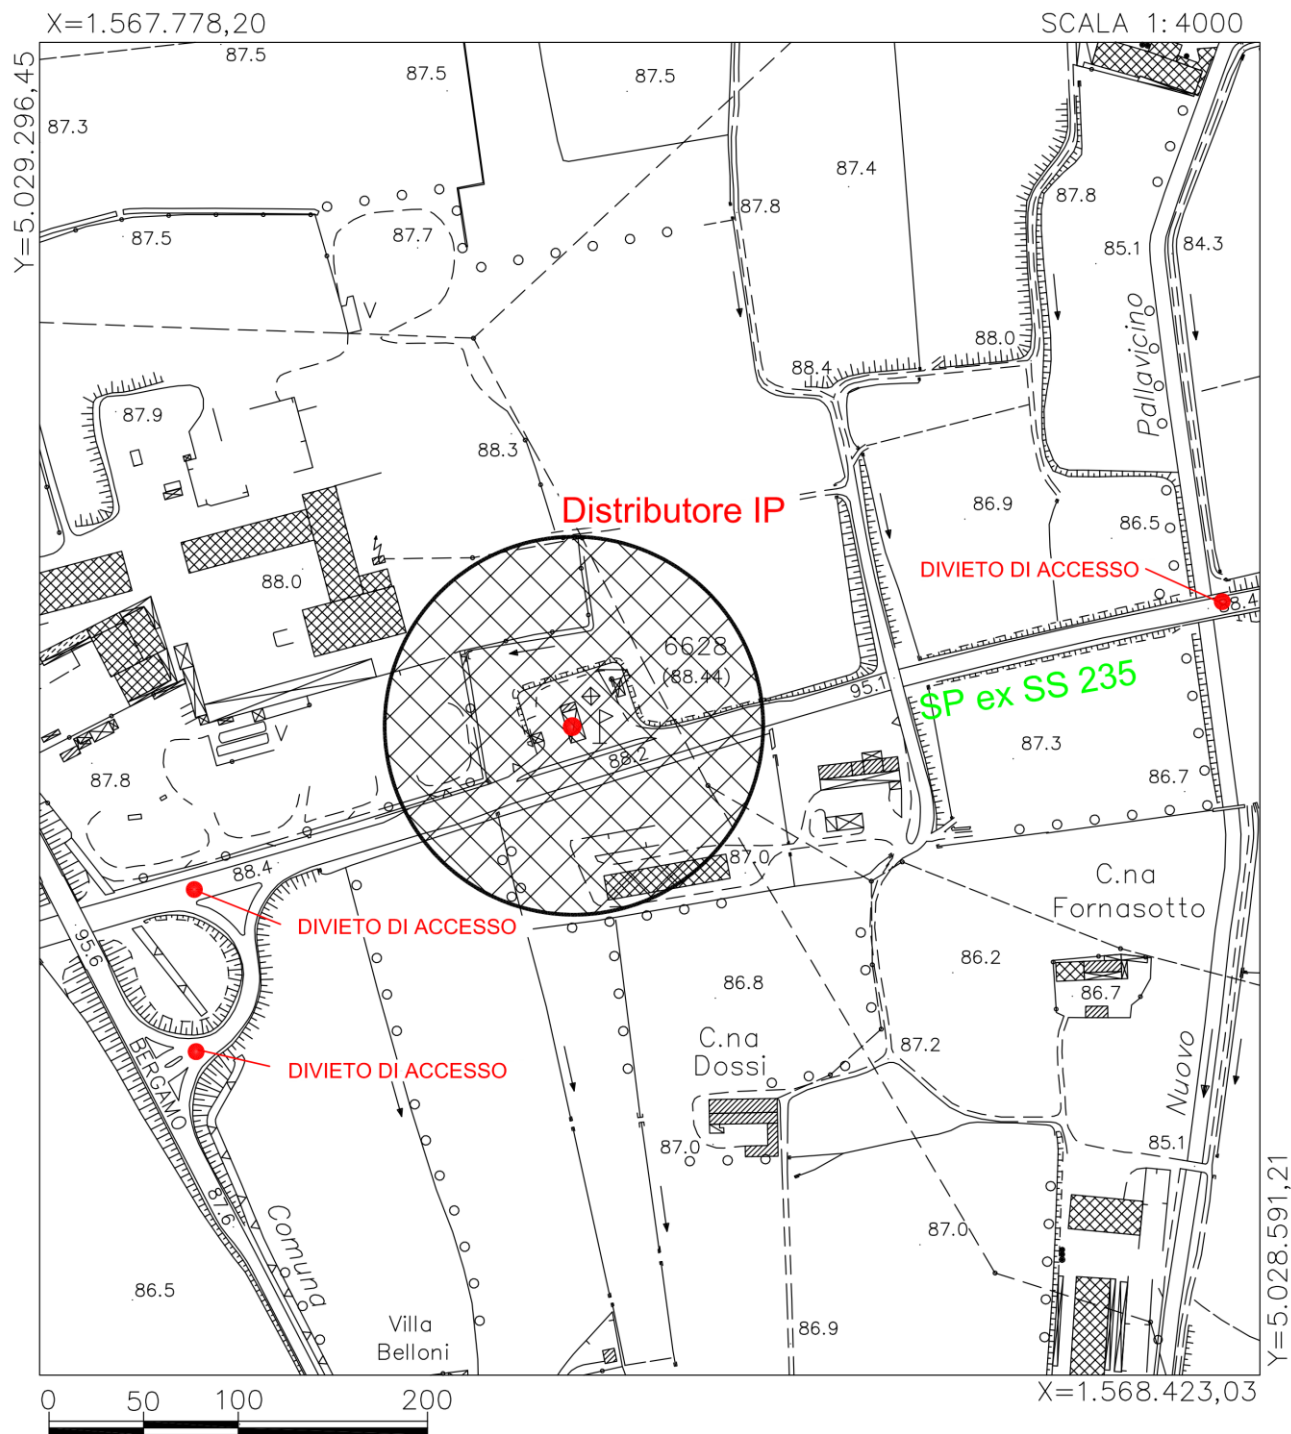 X=1.567.778,20
SCALA 1:4000
Y=5.029.296,45
87.5
87.5
87.5
87.3
87.4
87.8
87.8
87.5
87.7
85.1
84.3
Pallavicino
V
88.0
88.4
87.9
88.3
86.9
86.5
Distributore IP
DIVIETO DI ACCESSO
88.0
88.4
6628
(88.44)
95.1
SP ex SS 235
88.2
87.3
V
87.8
86.7
88.4
87.0
C.na
Fornasotto
DIVIETO DI ACCESSO
95.6
86.8
86.2
86.7
C.na
Dossi
87.2
BERGAMO
DIVIETO DI ACCESSO
Nuovo
87.0
85.1
87.6
Comuna
87.0
86.5
Villa
Belloni
86.9
Y=5.028.591,21
X=1.568.423,03
0 50 100 200